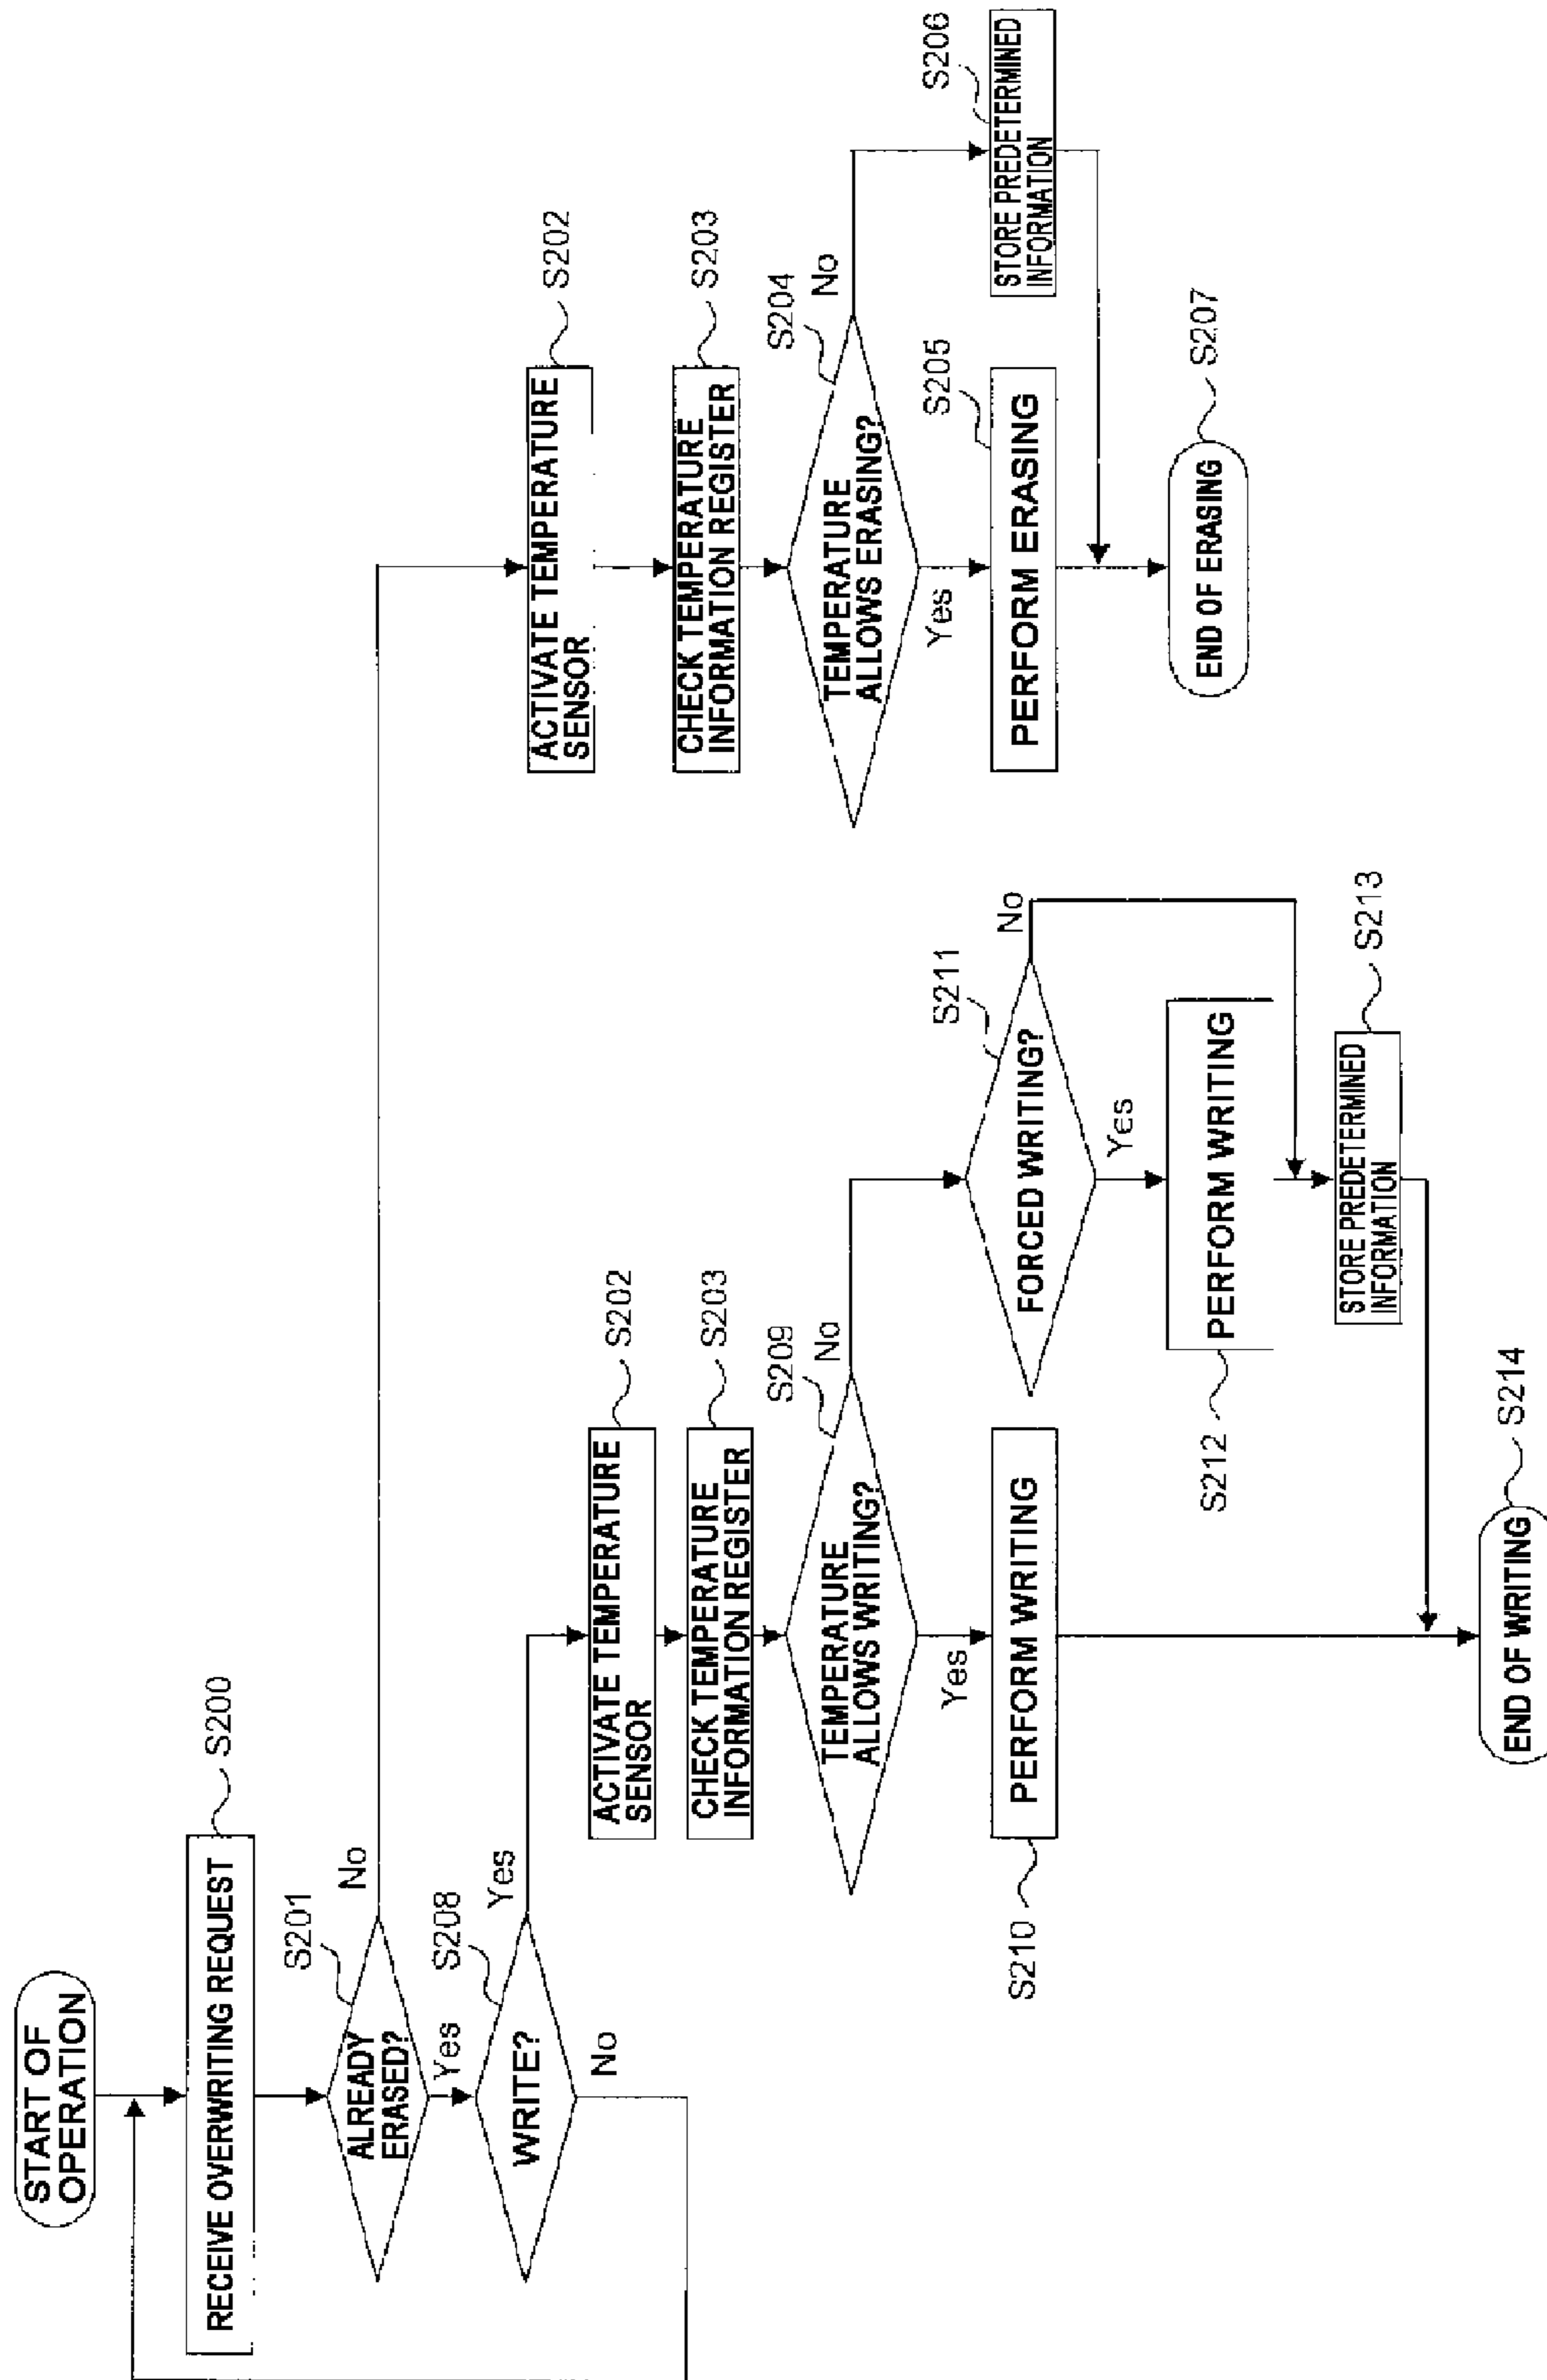 START OF
OPERATION
RECEIVE OVERWRITING REQUEST
S200
ALREADY
ERASED?
S201
No
Yes
WRITE?
S208
Yes
No
ACTIVATE TEMPERATURE
SENSOR
S202
CHECK TEMPERATURE
INFORMATION REGISTER
S203
TEMPERATURE
ALLOWS WRITING?
S209
No
Yes
PERFORM WRITING
S210
FORCED WRITING?
S211
No
Yes
PERFORM WRITING
S212
STORE PREDETERMINED
INFORMATION
S213
END OF WRITING
S214
ACTIVATE TEMPERATURE
SENSOR
S202
CHECK TEMPERATURE
INFORMATION REGISTER
S203
TEMPERATURE
ALLOWS ERASING?
S204
No
Yes
PERFORM ERASING
S205
STORE PREDETERMINED
INFORMATION
S206
END OF ERASING
S207